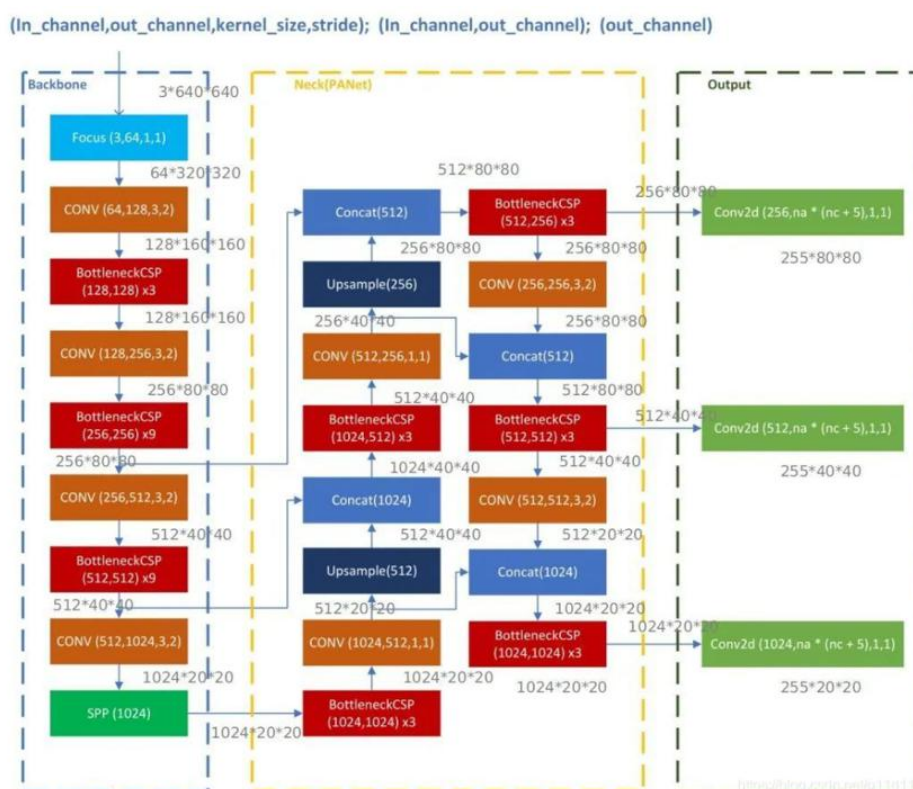 (In_channel,out_channel,kernel_size,stride); (In_channel,out_channel); (out_channel)
Backbone
3*640*640
Focus (3,64,1,1)
64*320*320
CONV (64,128,3,2)
128*160*160
BottleneckCSP
(128,128) x3
128*160*160
CONV (128,256,3,2)
256*80*80
BottleneckCSP
(256,256) x9
256*80*80
CONV (256,512,3,2)
512*40*40
BottleneckCSP
(512,512) x9
512*40*40
CONV (512,1024,3,2)
1024*20*20
SPP (1024)
1024*20*20
Neck(PANet)
512*80*80
Concat(512)
256*80*80
Upsample(256)
256*40*40
CONV (512,256,1,1)
512*40*40
BottleneckCSP
(1024,512) x3
1024*40*40
Concat(1024)
512*40*40
Upsample(512)
512*20*20
CONV (1024,512,1,1)
1024*20*20
BottleneckCSP
(1024,1024) x3
BottleneckCSP
(512,256) x3
256*80*80
CONV (256,256,3,2)
256*80*80
Concat(512)
512*80*80
BottleneckCSP
(512,512) x3
512*40*40
CONV (512,512,3,2)
512*20*20
Concat(1024)
1024*20*20
BottleneckCSP
(1024,1024) x3
1024*20*20
Output
256*80*80
Conv2d (256,na * (nc + 5),1,1)
255*80*80
512*40*40
Conv2d (512,na * (nc + 5),1,1)
255*40*40
1024*20*20
Conv2d (1024,na * (nc + 5),1,1)
255*20*20